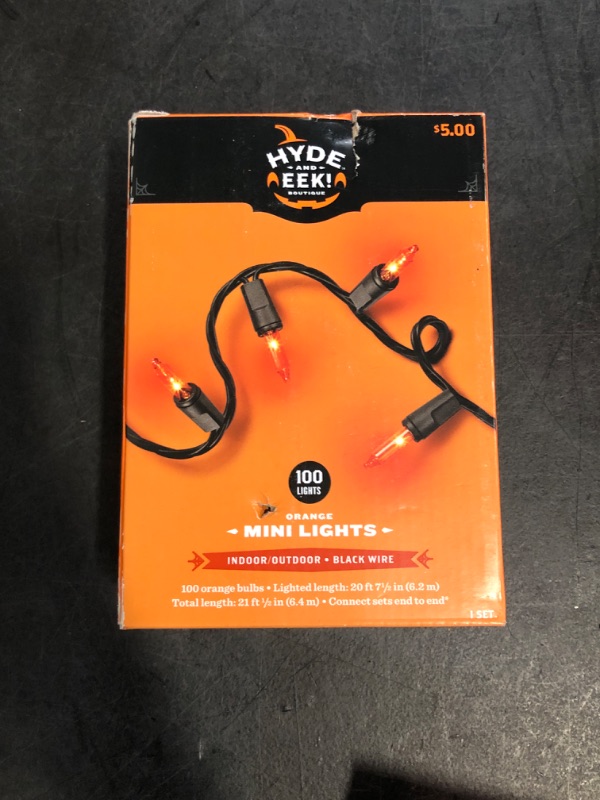 $5.00
HYDE
AND
EEK!
BOUTIQUE
100
LIGHTS
ORANGE
MINI LIGHTS
INDOOR/OUTDOOR • BLACK WIRE
100 orange bulbs • Lighted length: 20 ft 7½ in (6.2 m)
Total length: 21 ft ½ in (6.4 m) • Connect sets end to end*
1 SET